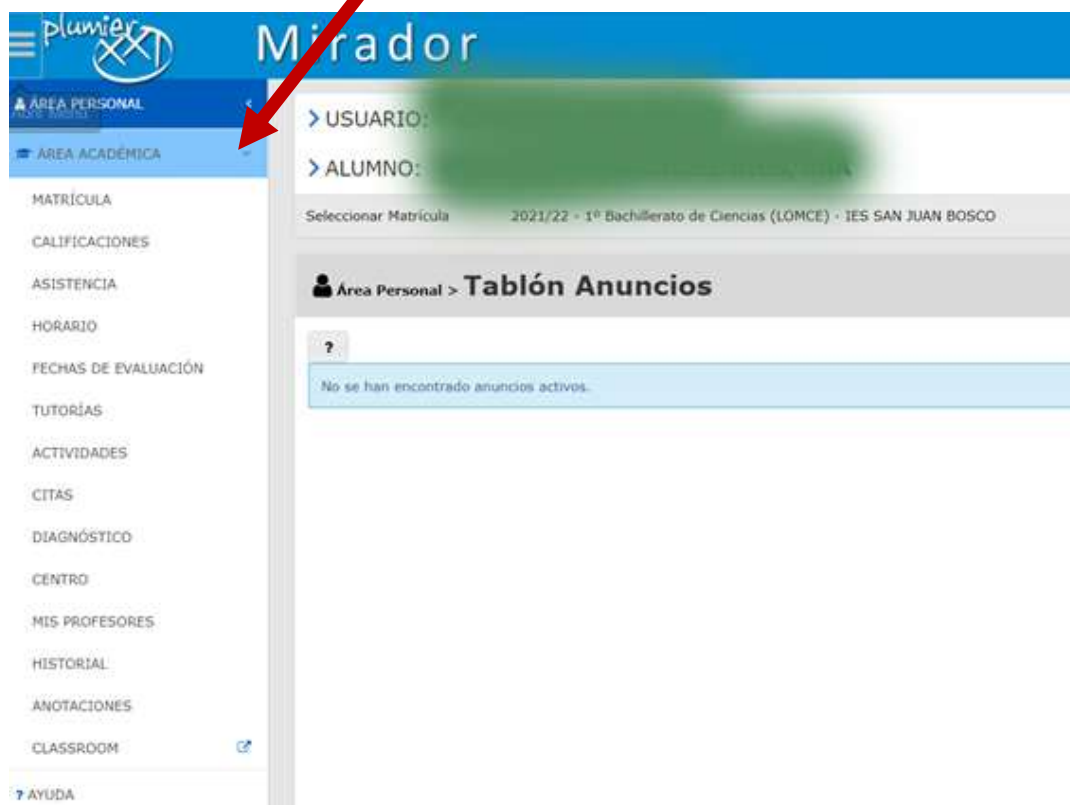 plumier XXI
Mirador
ÁREA PERSONAL
ÁREA ACADÉMICA
MATRÍCULA
CALIFICACIONES
ASISTENCIA
HORARIO
FECHAS DE EVALUACIÓN
TUTORÍAS
ACTIVIDADES
CITAS
DIAGNÓSTICO
CENTRO
MIS PROFESORES
HISTORIAL
ANOTACIONES
CLASSROOM
? AYUDA
USUARIO:
ALUMNO:
Seleccionar Matrícula 2021/22 - 1º Bachillerato de Ciencias (LOMCE) - IES SAN JUAN BOSCO
Área Personal > Tablón Anuncios
?
No se han encontrado anuncios activos.